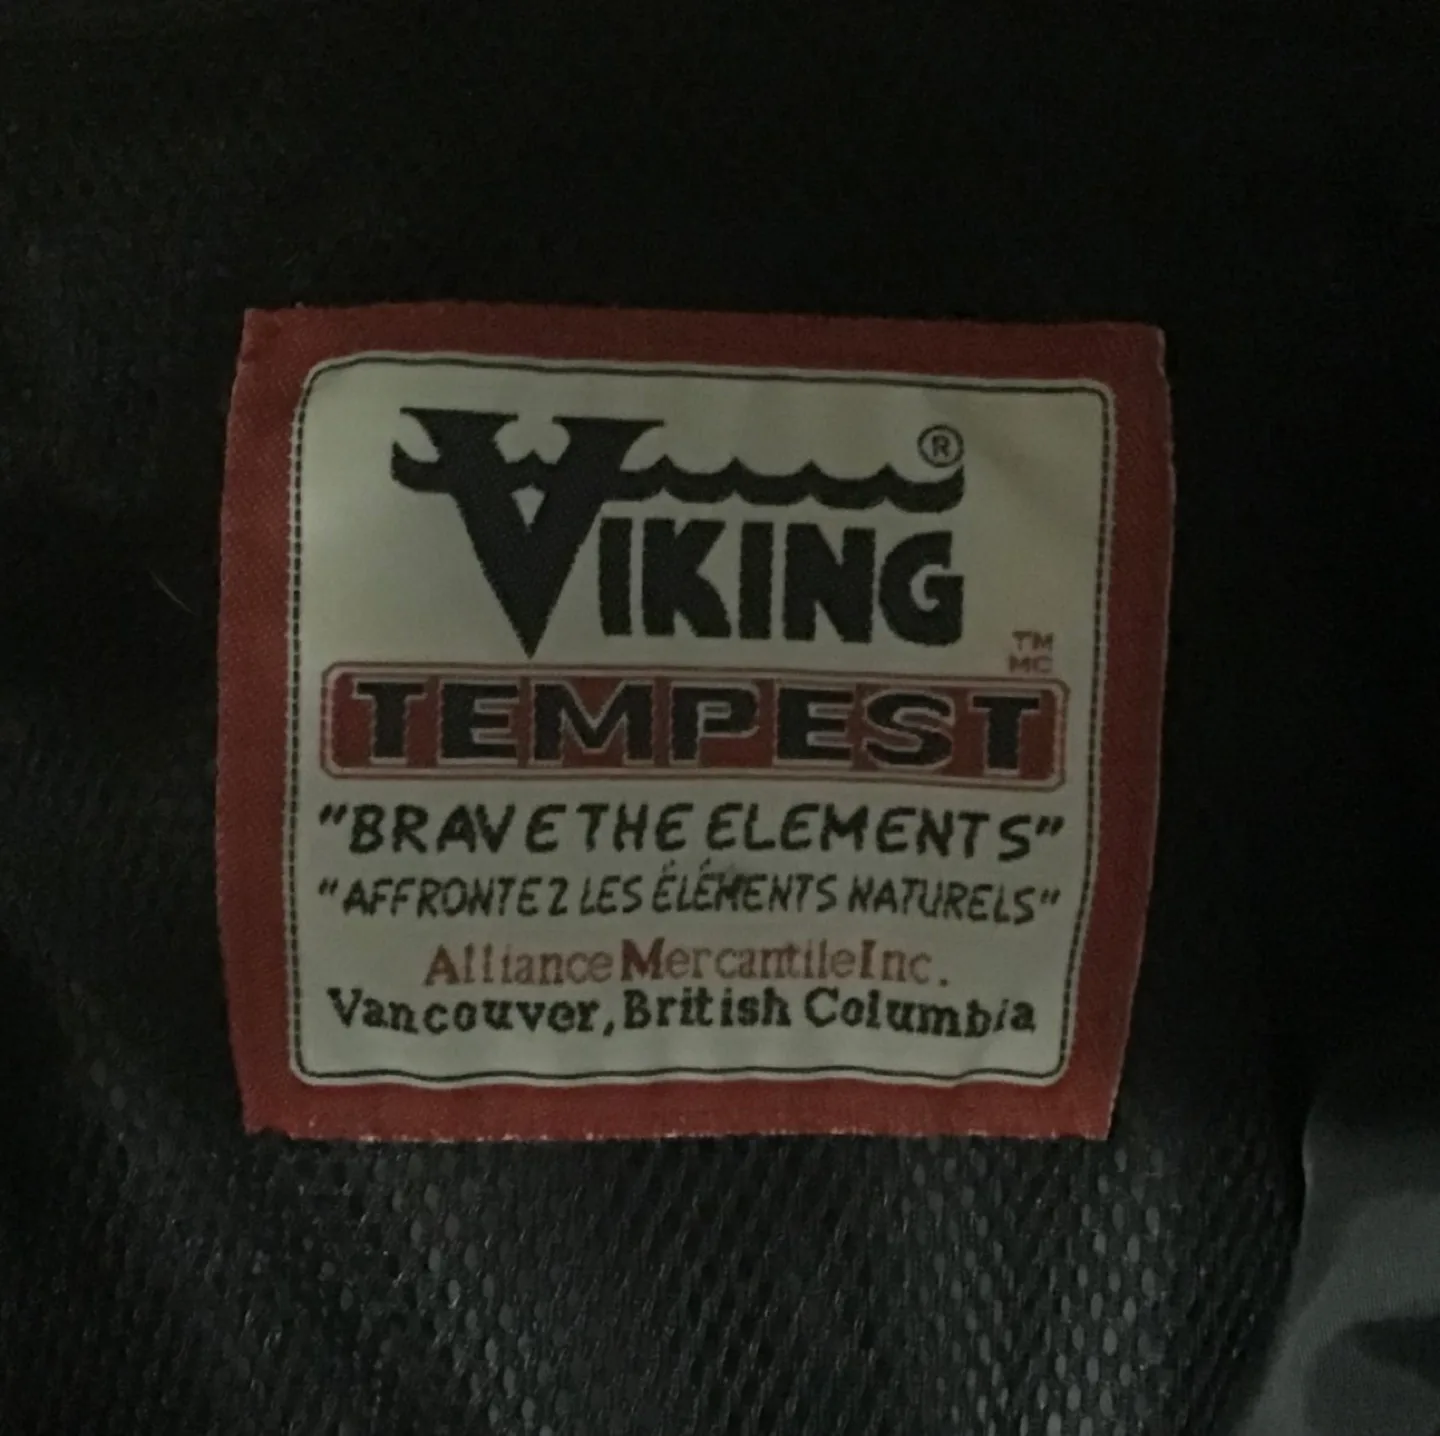 VIKING ®
TM
MC
TEMPEST
"BRAVE THE ELEMENTS"
"AFFRONTEZ LES ÉLÉMENTS NATURELS"
Alliance Mercantile Inc.
Vancouver, British Columbia